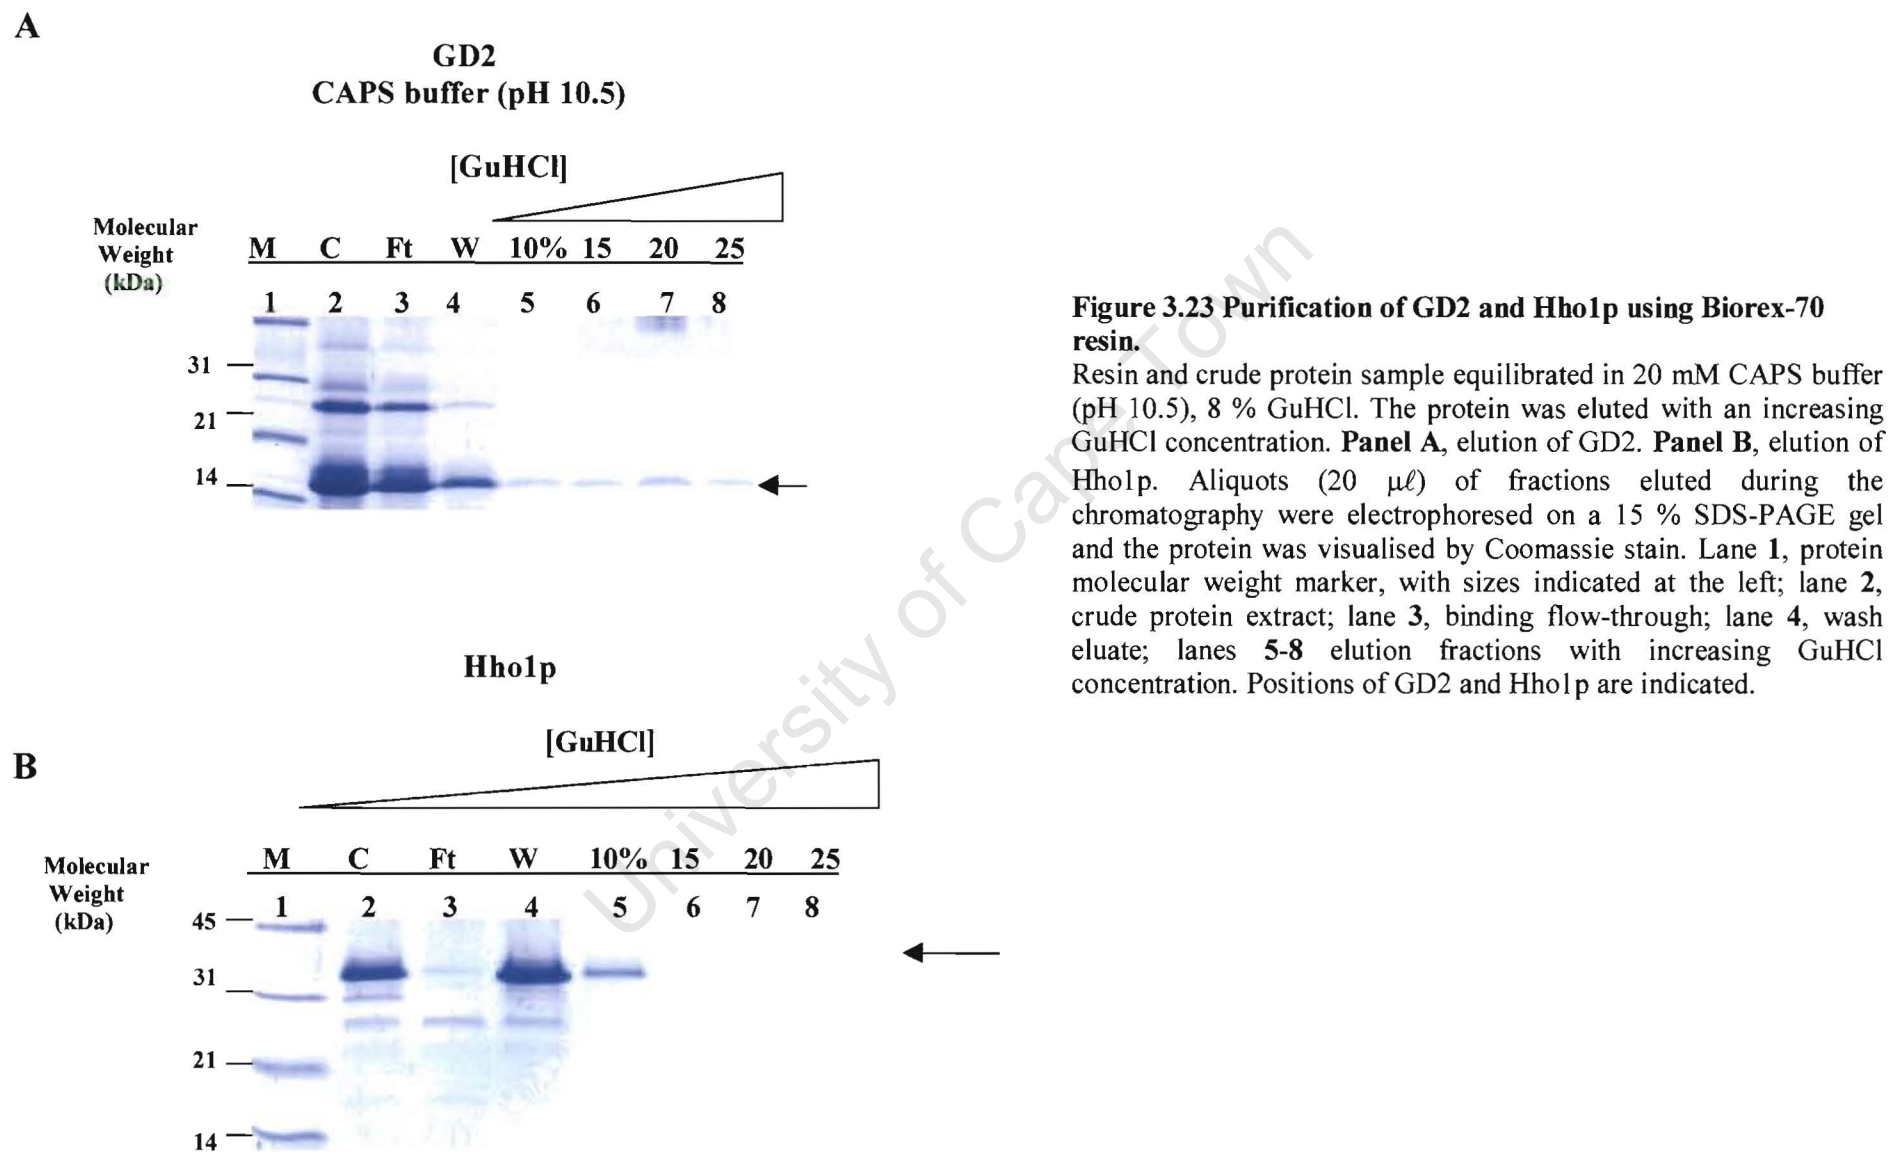 A
GD2
CAPS buffer (pH 10.5)
[GuHCl]
Molecular
Weight
(kDa)
M C Ft W 10% 15 20 25
1 2 3 4 5 6 7 8
31
21
14
Figure 3.23 Purification of GD2 and Hho1p using Biorex-70
resin.
Resin and crude protein sample equilibrated in 20 mM CAPS buffer
(pH 10.5), 8 % GuHCl. The protein was eluted with an increasing
GuHCl concentration. Panel A, elution of GD2. Panel B, elution of
Hho1p. Aliquots (20 μℓ) of fractions eluted during the
chromatography were electrophoresed on a 15 % SDS-PAGE gel
and the protein was visualised by Coomassie stain. Lane 1, protein
molecular weight marker, with sizes indicated at the left; lane 2,
crude protein extract; lane 3, binding flow-through; lane 4, wash
eluate; lanes 5-8 elution fractions with increasing GuHCl
concentration. Positions of GD2 and Hho1p are indicated.
Hho1p
[GuHCl]
B
Molecular
Weight
(kDa)
M C Ft W 10% 15 20 25
1 2 3 4 5 6 7 8
45
31
21
14
University of Cape Town